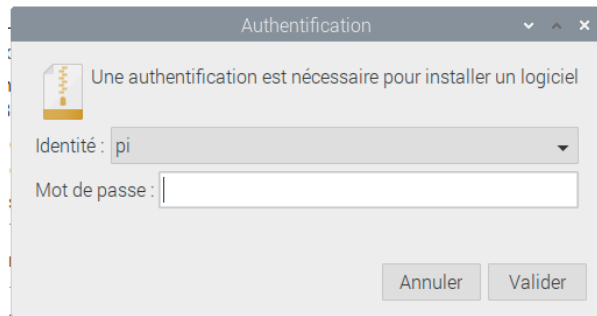 Authentification
Une authentification est nécessaire pour installer un logiciel
Identité : pi
Mot de passe :
Annuler Valider